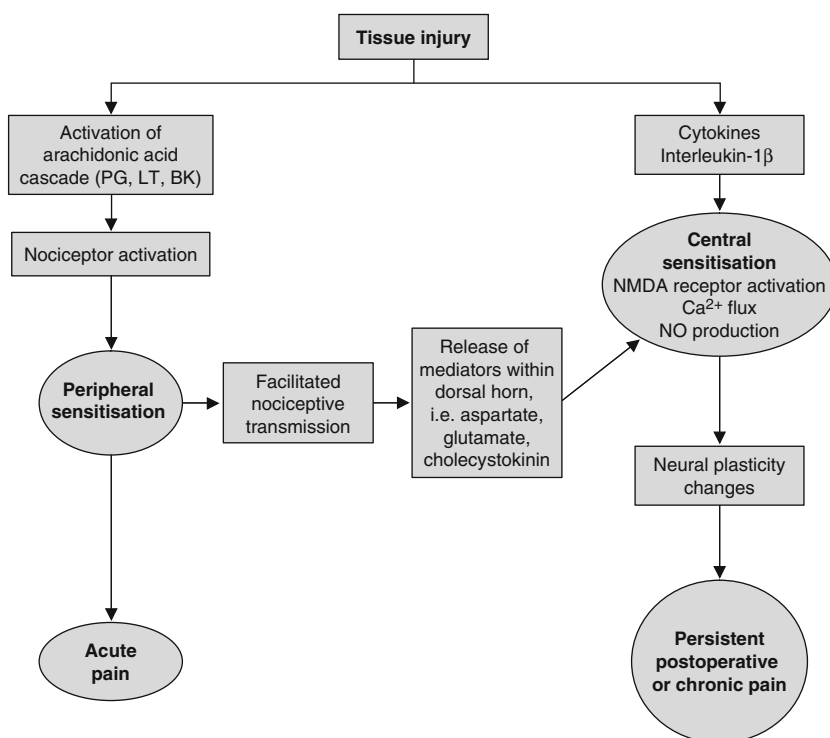 Tissue injury
Activation of
arachidonic acid
cascade (PG, LT, BK)
Nociceptor activation
Peripheral
sensitisation
Acute
pain
Facilitated
nociceptive
transmission
Release of
mediators within
dorsal horn,
i.e. aspartate,
glutamate,
cholecystokinin
Cytokines
Interleukin-1β
Central
sensitisation
NMDA receptor activation
Ca²⁺ flux
NO production
Neural plasticity
changes
Persistent
postoperative
or chronic pain